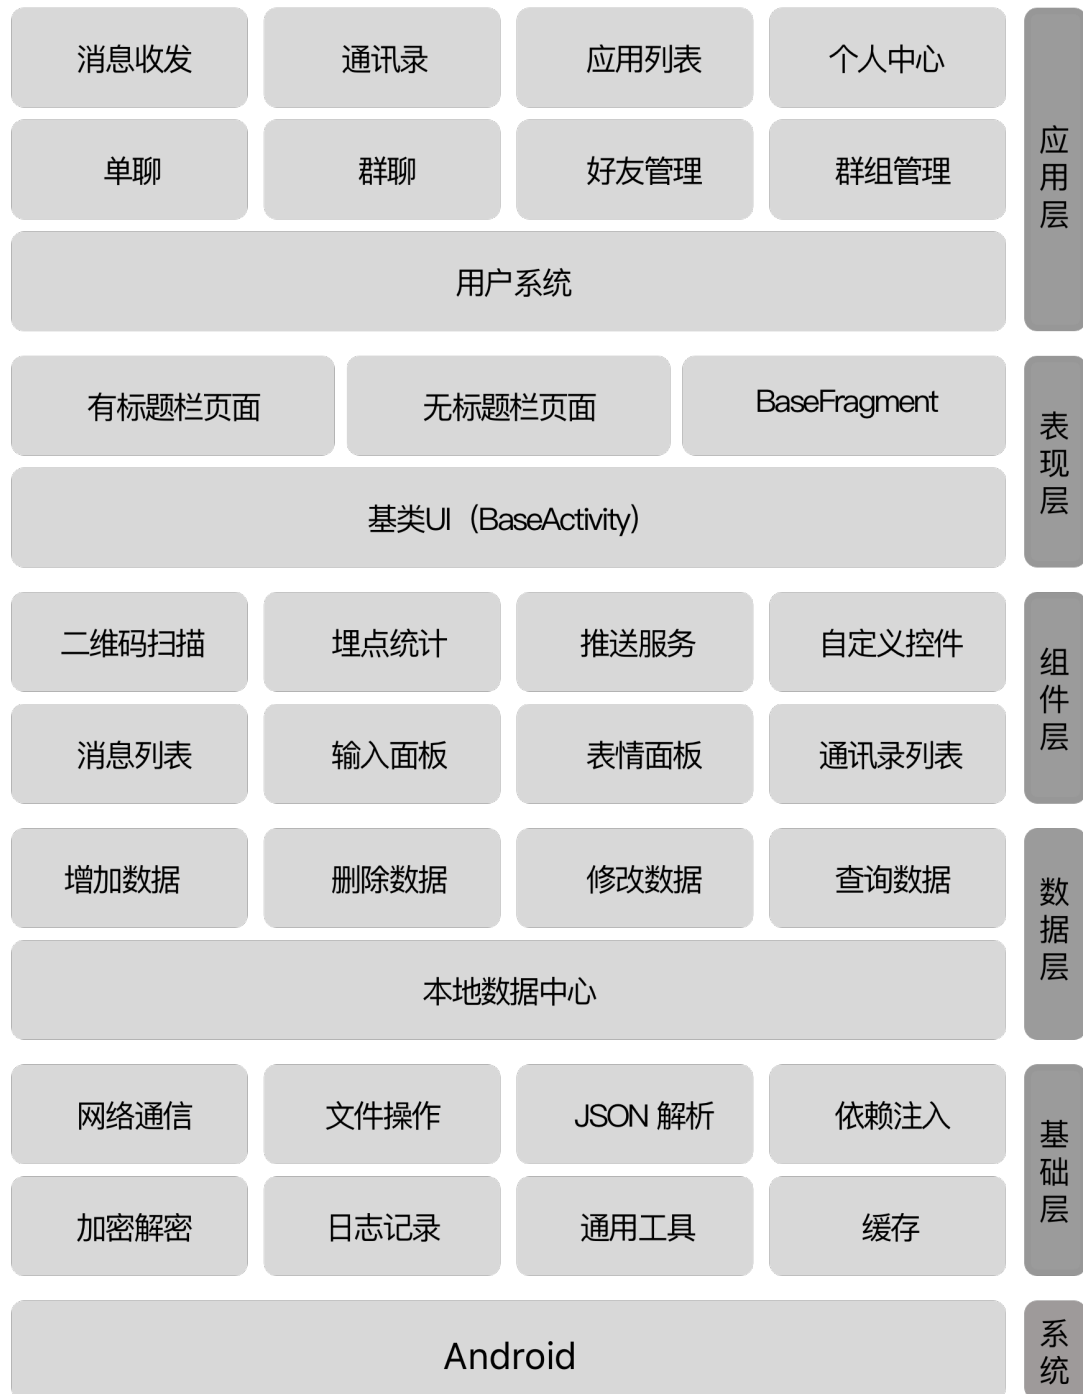 消息收发
通讯录
应用列表
个人中心
单聊
群聊
好友管理
群组管理
用户系统
应用层
有标题栏页面
无标题栏页面
BaseFragment
基类UI（BaseActivity）
表现层
二维码扫描
埋点统计
推送服务
自定义控件
消息列表
输入面板
表情面板
通讯录列表
组件层
增加数据
删除数据
修改数据
查询数据
本地数据中心
数据层
网络通信
文件操作
JSON 解析
依赖注入
加密解密
日志记录
通用工具
缓存
基础层
Android
系统